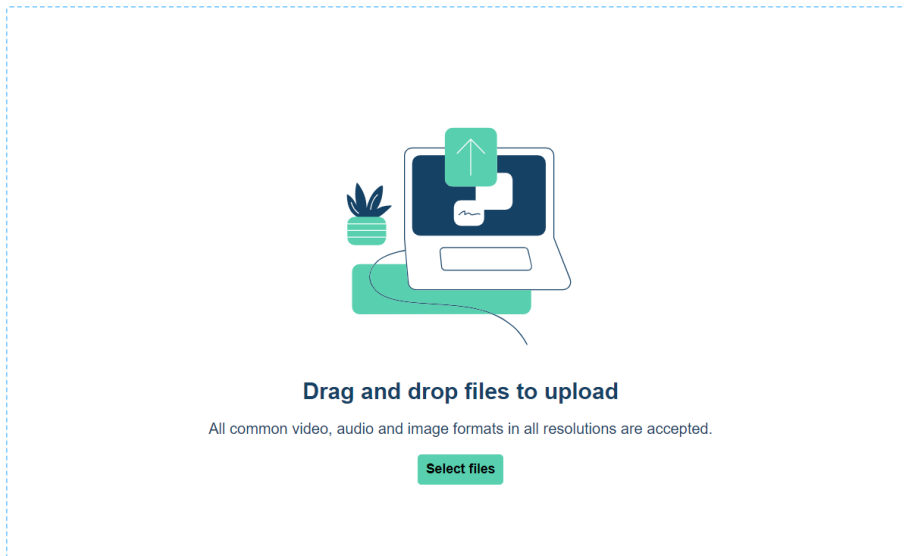 Drag and drop files to upload
All common video, audio and image formats in all resolutions are accepted.
Select files